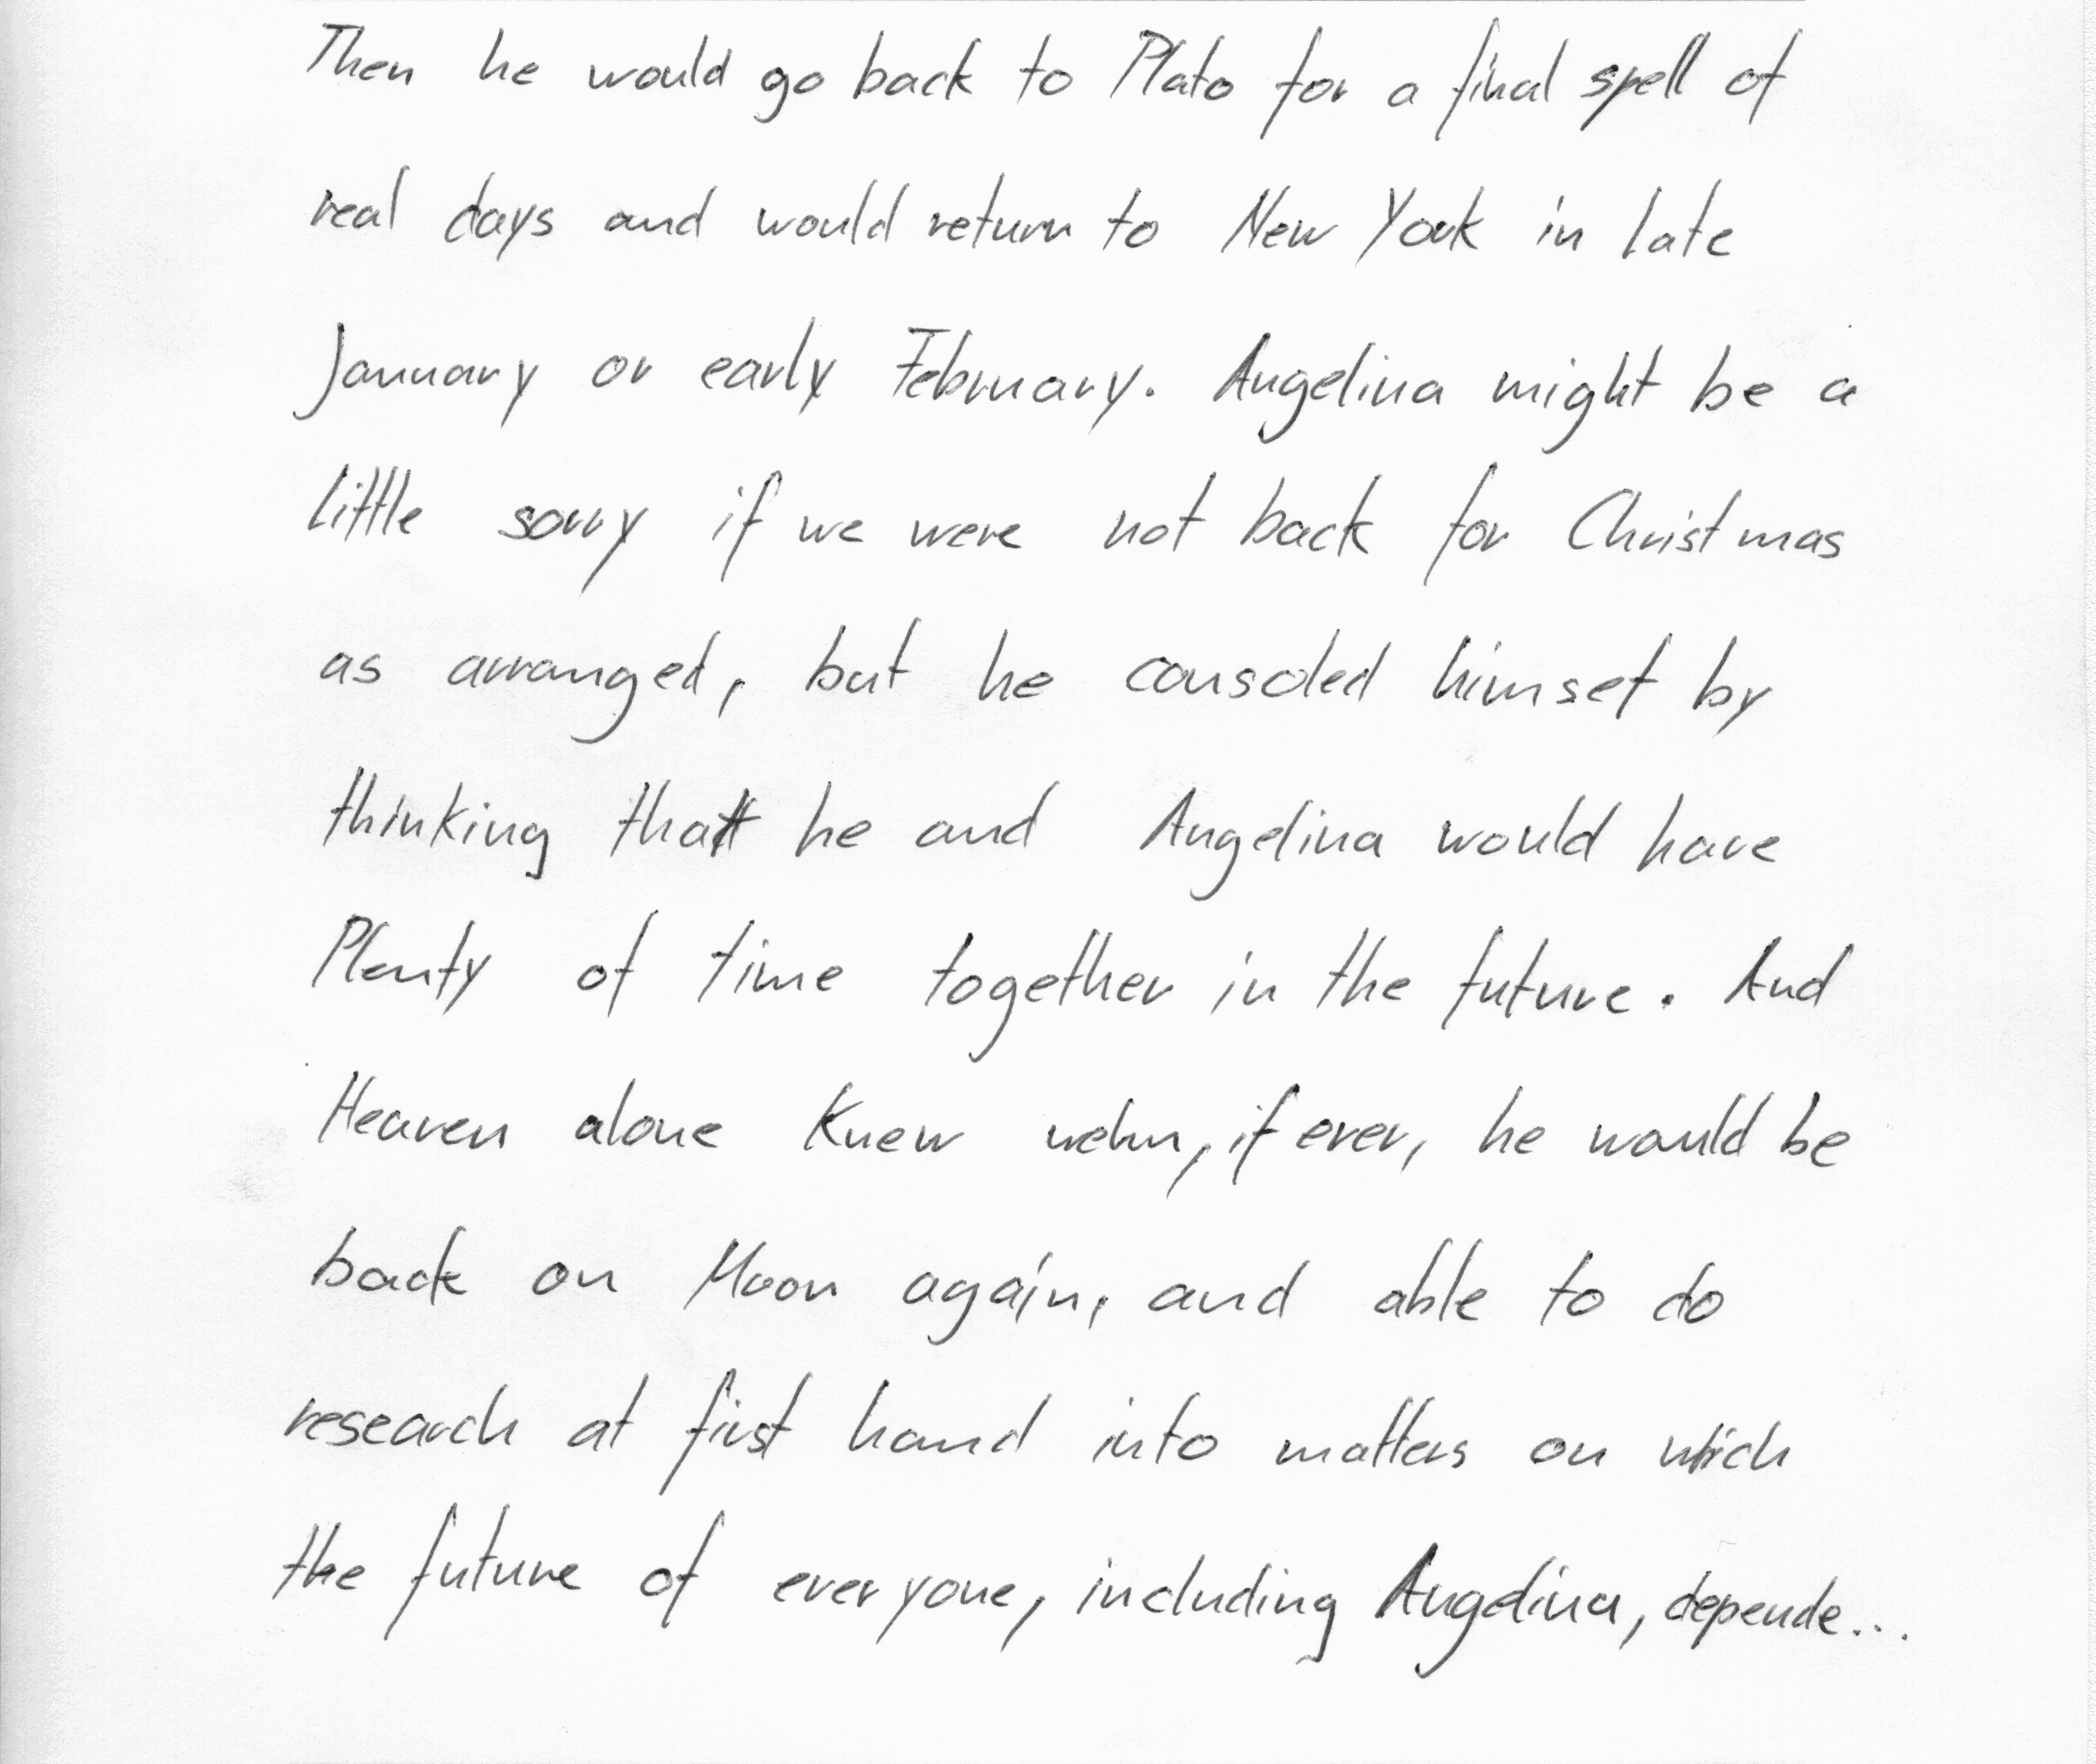 Then he would go back to Plato for a final spell of
real days and would return to New York in late
January or early February. Angelina might be a
little sorry if we were not back for Christmas
as arranged, but he consoled himsef by
thinking that he and Angelina would have
Plenty of time together in the future. And
Heaven alone knew wehn, if ever, he would be
back on Moon again, and able to do
research at first hand into matters on which
the future of everyone, including Angelina, depende...